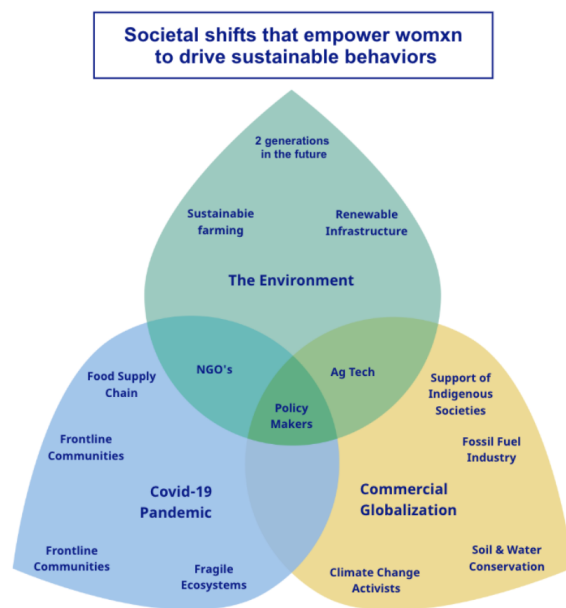 Societal shifts that empower womxn
to drive sustainable behaviors
2 generations
in the future
Sustainabie
farming
Renewable
Infrastructure
The Environment
NGO's
Ag Tech
Policy
Makers
Food Supply
Chain
Frontline
Communities
Covid-19
Pandemic
Frontline
Communities
Fragile
Ecosystems
Support of
Indigenous
Societies
Fossil Fuel
Industry
Commercial
Globalization
Soil & Water
Conservation
Climate Change
Activists